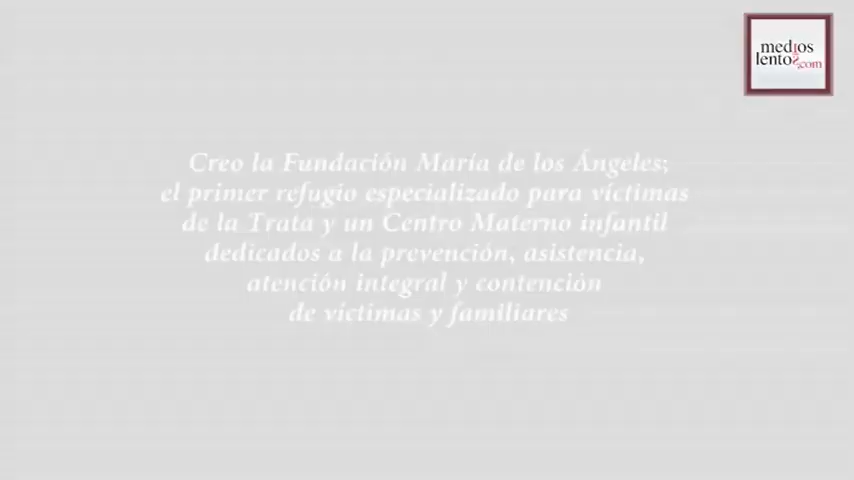 medios
lentos.com
Creo la Fundación María de los Ángeles;
el primer refugio especializado para víctimas
de la Trata y un Centro Materno infantil
dedicados a la prevención, asistencia,
atención integral y contención
de víctimas y familiares